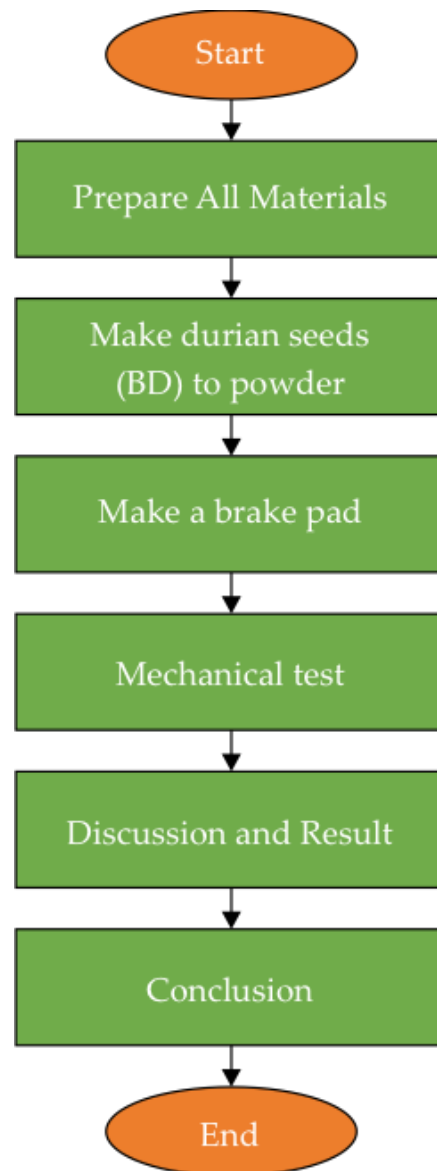 Start
Prepare All Materials
Make durian seeds
(BD) to powder
Make a brake pad
Mechanical test
Discussion and Result
Conclusion
End